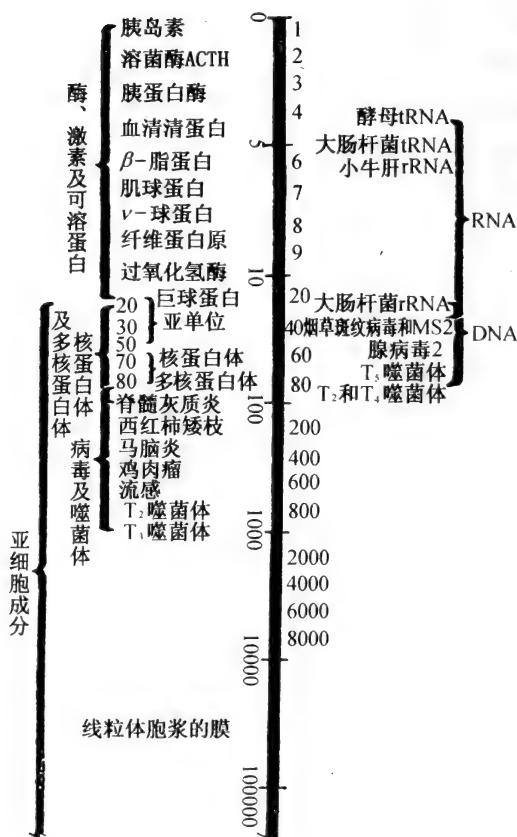 0
胰岛素 1
溶菌酶ACTH 2
胰蛋白酶 3
血清清蛋白 4
酵母tRNA
5
大肠杆菌tRNA
β-脂蛋白 6
小牛肝rRNA
肌球蛋白 7
ν-球蛋白 8
纤维蛋白原 9
过氧化氢酶 10
酶、激素及可溶蛋白
RNA
20 巨球蛋白 20
大肠杆菌rRNA
30 亚单位 40 烟草斑纹病毒和MS2
DNA
50
60 腺病毒2
70 核蛋白体
T₅噬菌体
80 多核蛋白体 80
T₂和T₄噬菌体
核蛋白体
及多核蛋白体
100
脊髓灰质炎
西红柿矮枝 200
马脑炎 400
鸡肉瘤 600
流感
T₂噬菌体 800
T₃噬菌体 1000
病毒及噬菌体
2000
4000
6000
8000
亚细胞成分
10000
线粒体胞浆的膜
100000